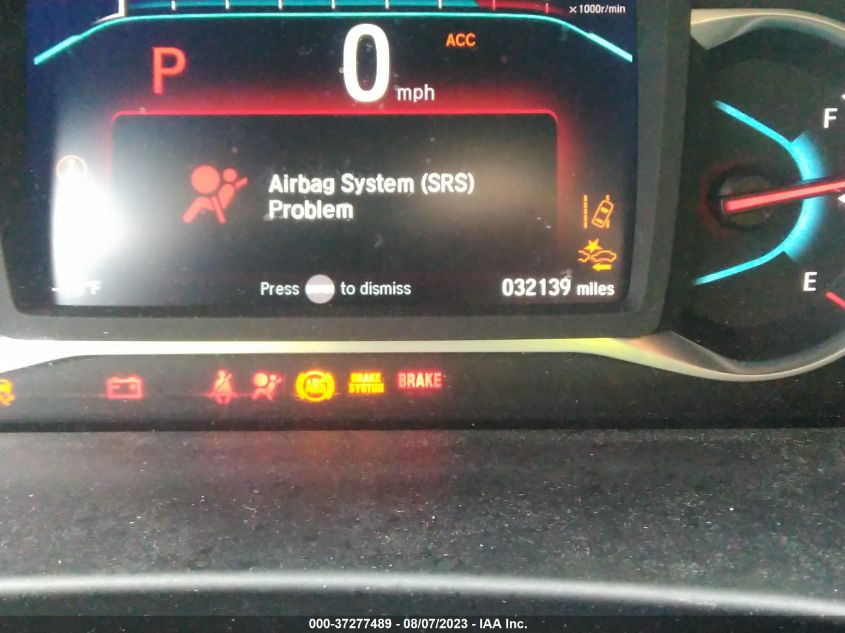 x1000r/min
P
0 mph
ACC
F
Airbag System (SRS)
Problem
Press to dismiss
032139 miles
E
ABS
BRAKE
SYSTEM
BRAKE
000-37277489 - 08/07/2023 - IAA Inc.